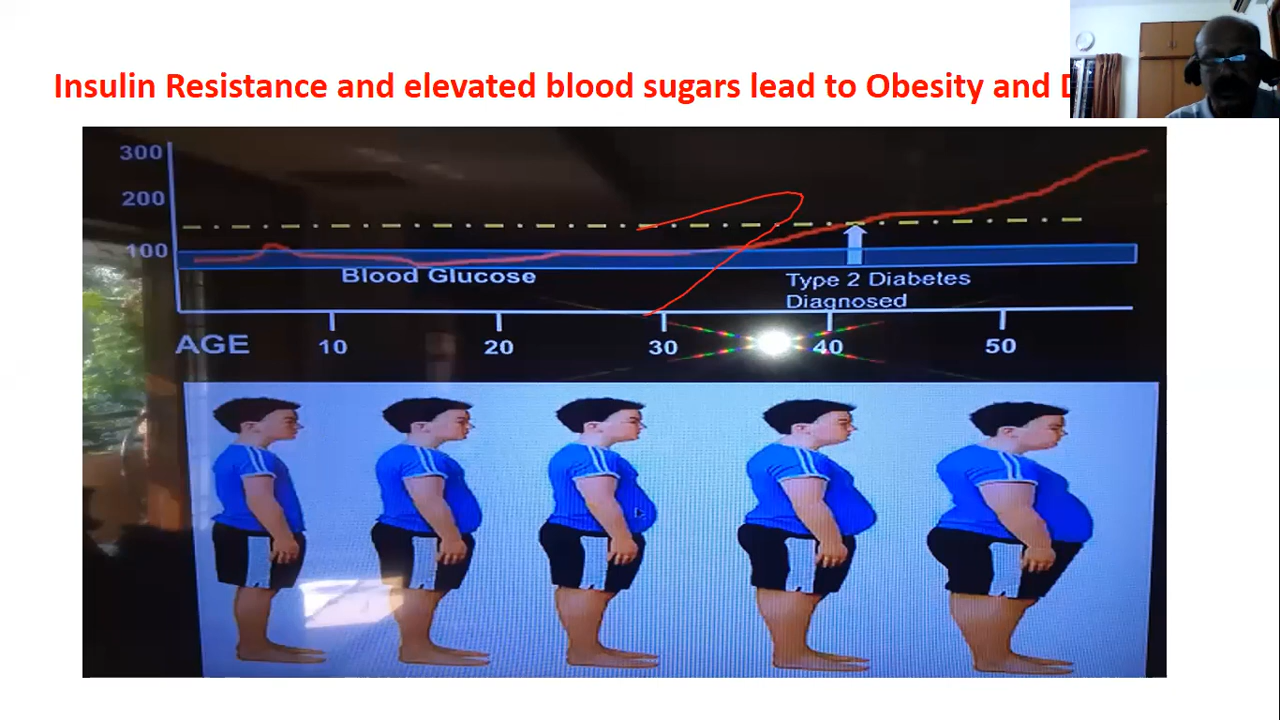 Insulin Resistance and elevated blood sugars lead to Obesity and
300
200
100
Blood Glucose
Type 2 Diabetes
Diagnosed
AGE 10 20 30 40 50